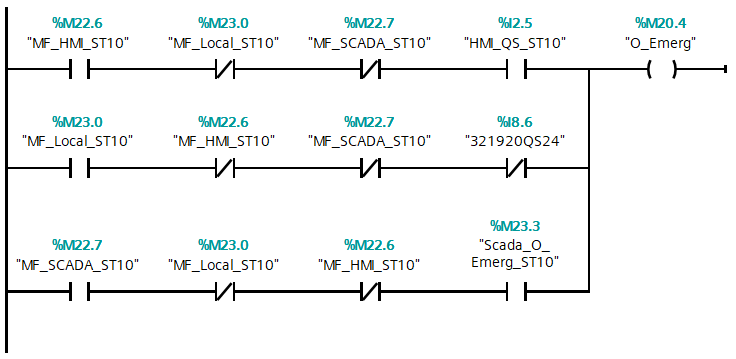 %M22.6 %M23.0 %M22.7 %I2.5 %M20.4
"MF_HMI_ST10" "MF_Local_ST10" "MF_SCADA_ST10" "HMI_QS_ST10" "O_Emerg"
%M23.0 %M22.6 %M22.7 %I8.6
"MF_Local_ST10" "MF_HMI_ST10" "MF_SCADA_ST10" "321920QS24"
%M23.3
%M22.7 %M23.0 %M22.6 "Scada_O_
"MF_SCADA_ST10" "MF_Local_ST10" "MF_HMI_ST10" Emerg_ST10"